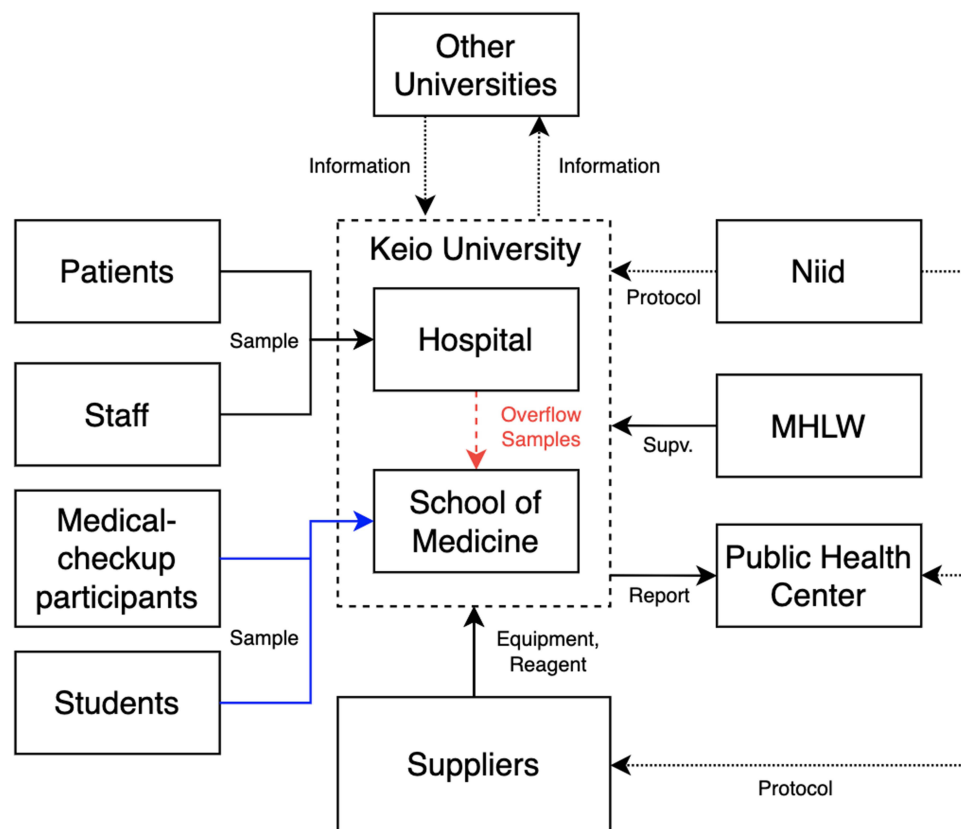 Other
Universities
Information
Information
Keio University
Patients
Niid
Protocol
Sample
Hospital
Staff
Overflow
Samples
MHLW
Supv.
Medical-
checkup
participants
School of
Medicine
Public Health
Center
Report
Sample
Equipment,
Reagent
Students
Suppliers
Protocol